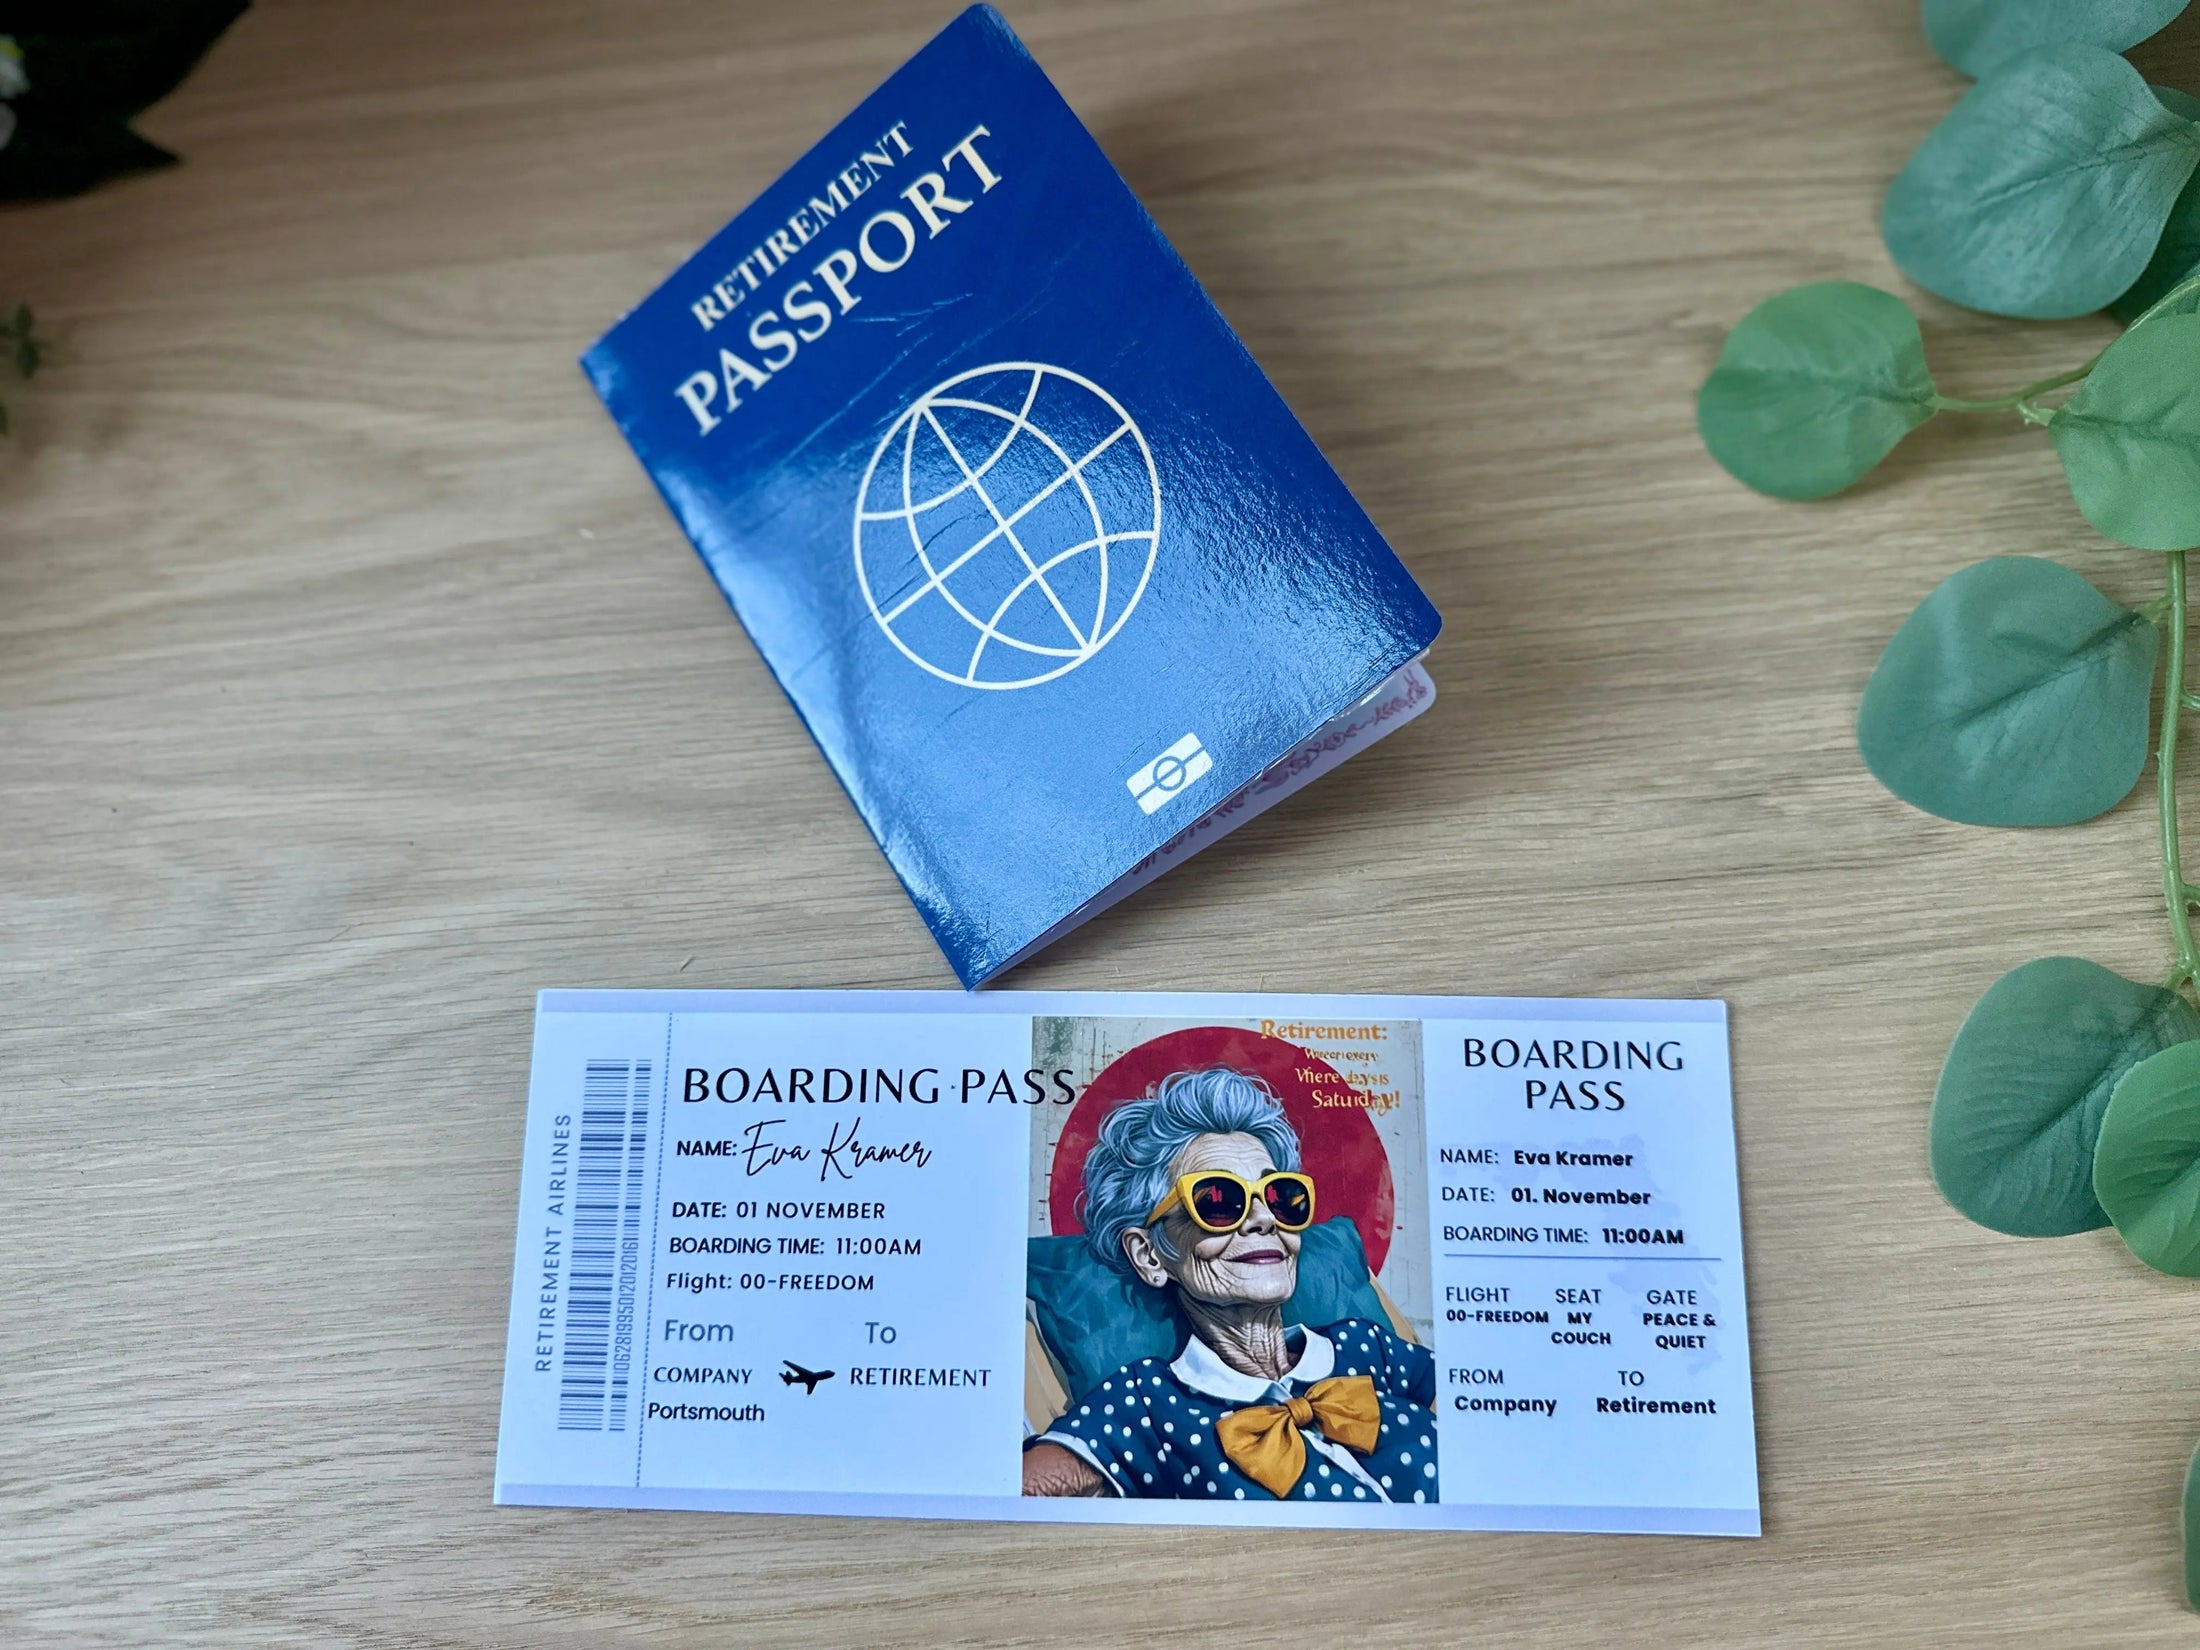 RETIREMENT
PASSPORT
RETIREMENT AIRLINES
BOARDING PASS
NAME: Eva Kramer
DATE: 01 NOVEMBER
BOARDING TIME: 11:00AM
Flight: 00-FREEDOM
From To
COMPANY RETIREMENT
Portsmouth
Retirement:
Saturday!
BOARDING
PASS
NAME: Eva Kramer
DATE: 01. November
BOARDING TIME: 11:00AM
FLIGHT SEAT GATE
00-FREEDOM MY PEACE &
COUCH QUIET
FROM TO
Company Retirement